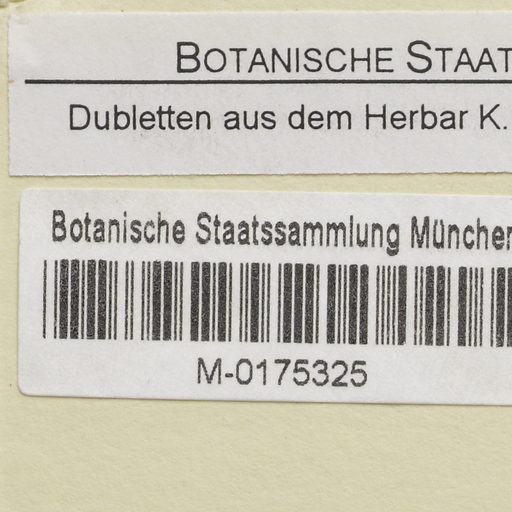 BOTANISCHE STAAT
Dubletten aus dem Herbar K.
Botanische Staatssammlung München
M-0175325